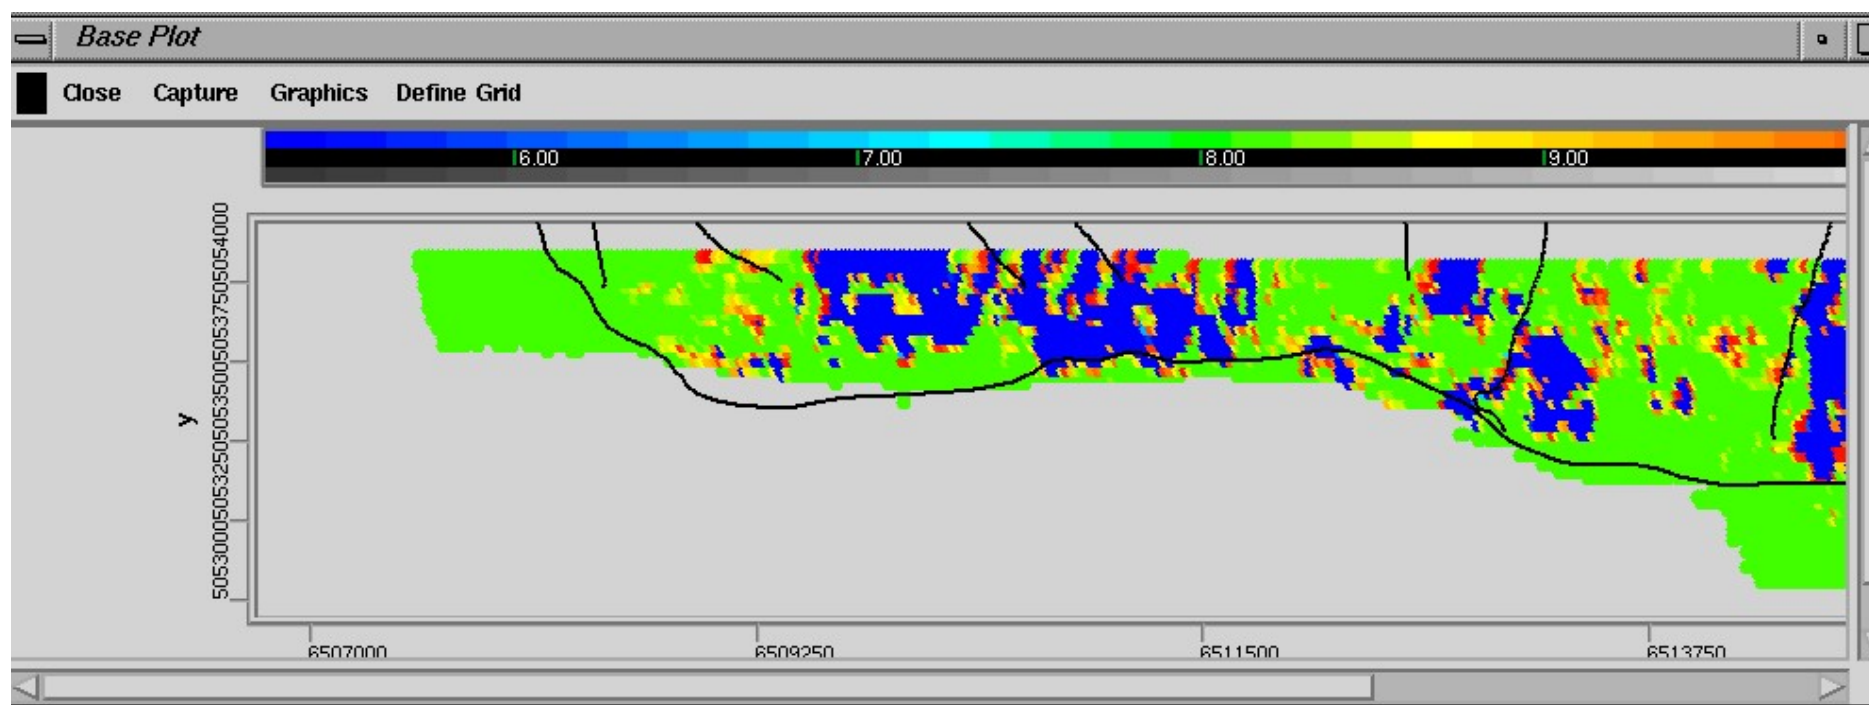 Base Plot
Close Capture Graphics Define Grid
6.00 7.00 8.00 9.00
y
5053000 5053250 5053500 5053750 5054000
6507000 6509250 6511500 6513750